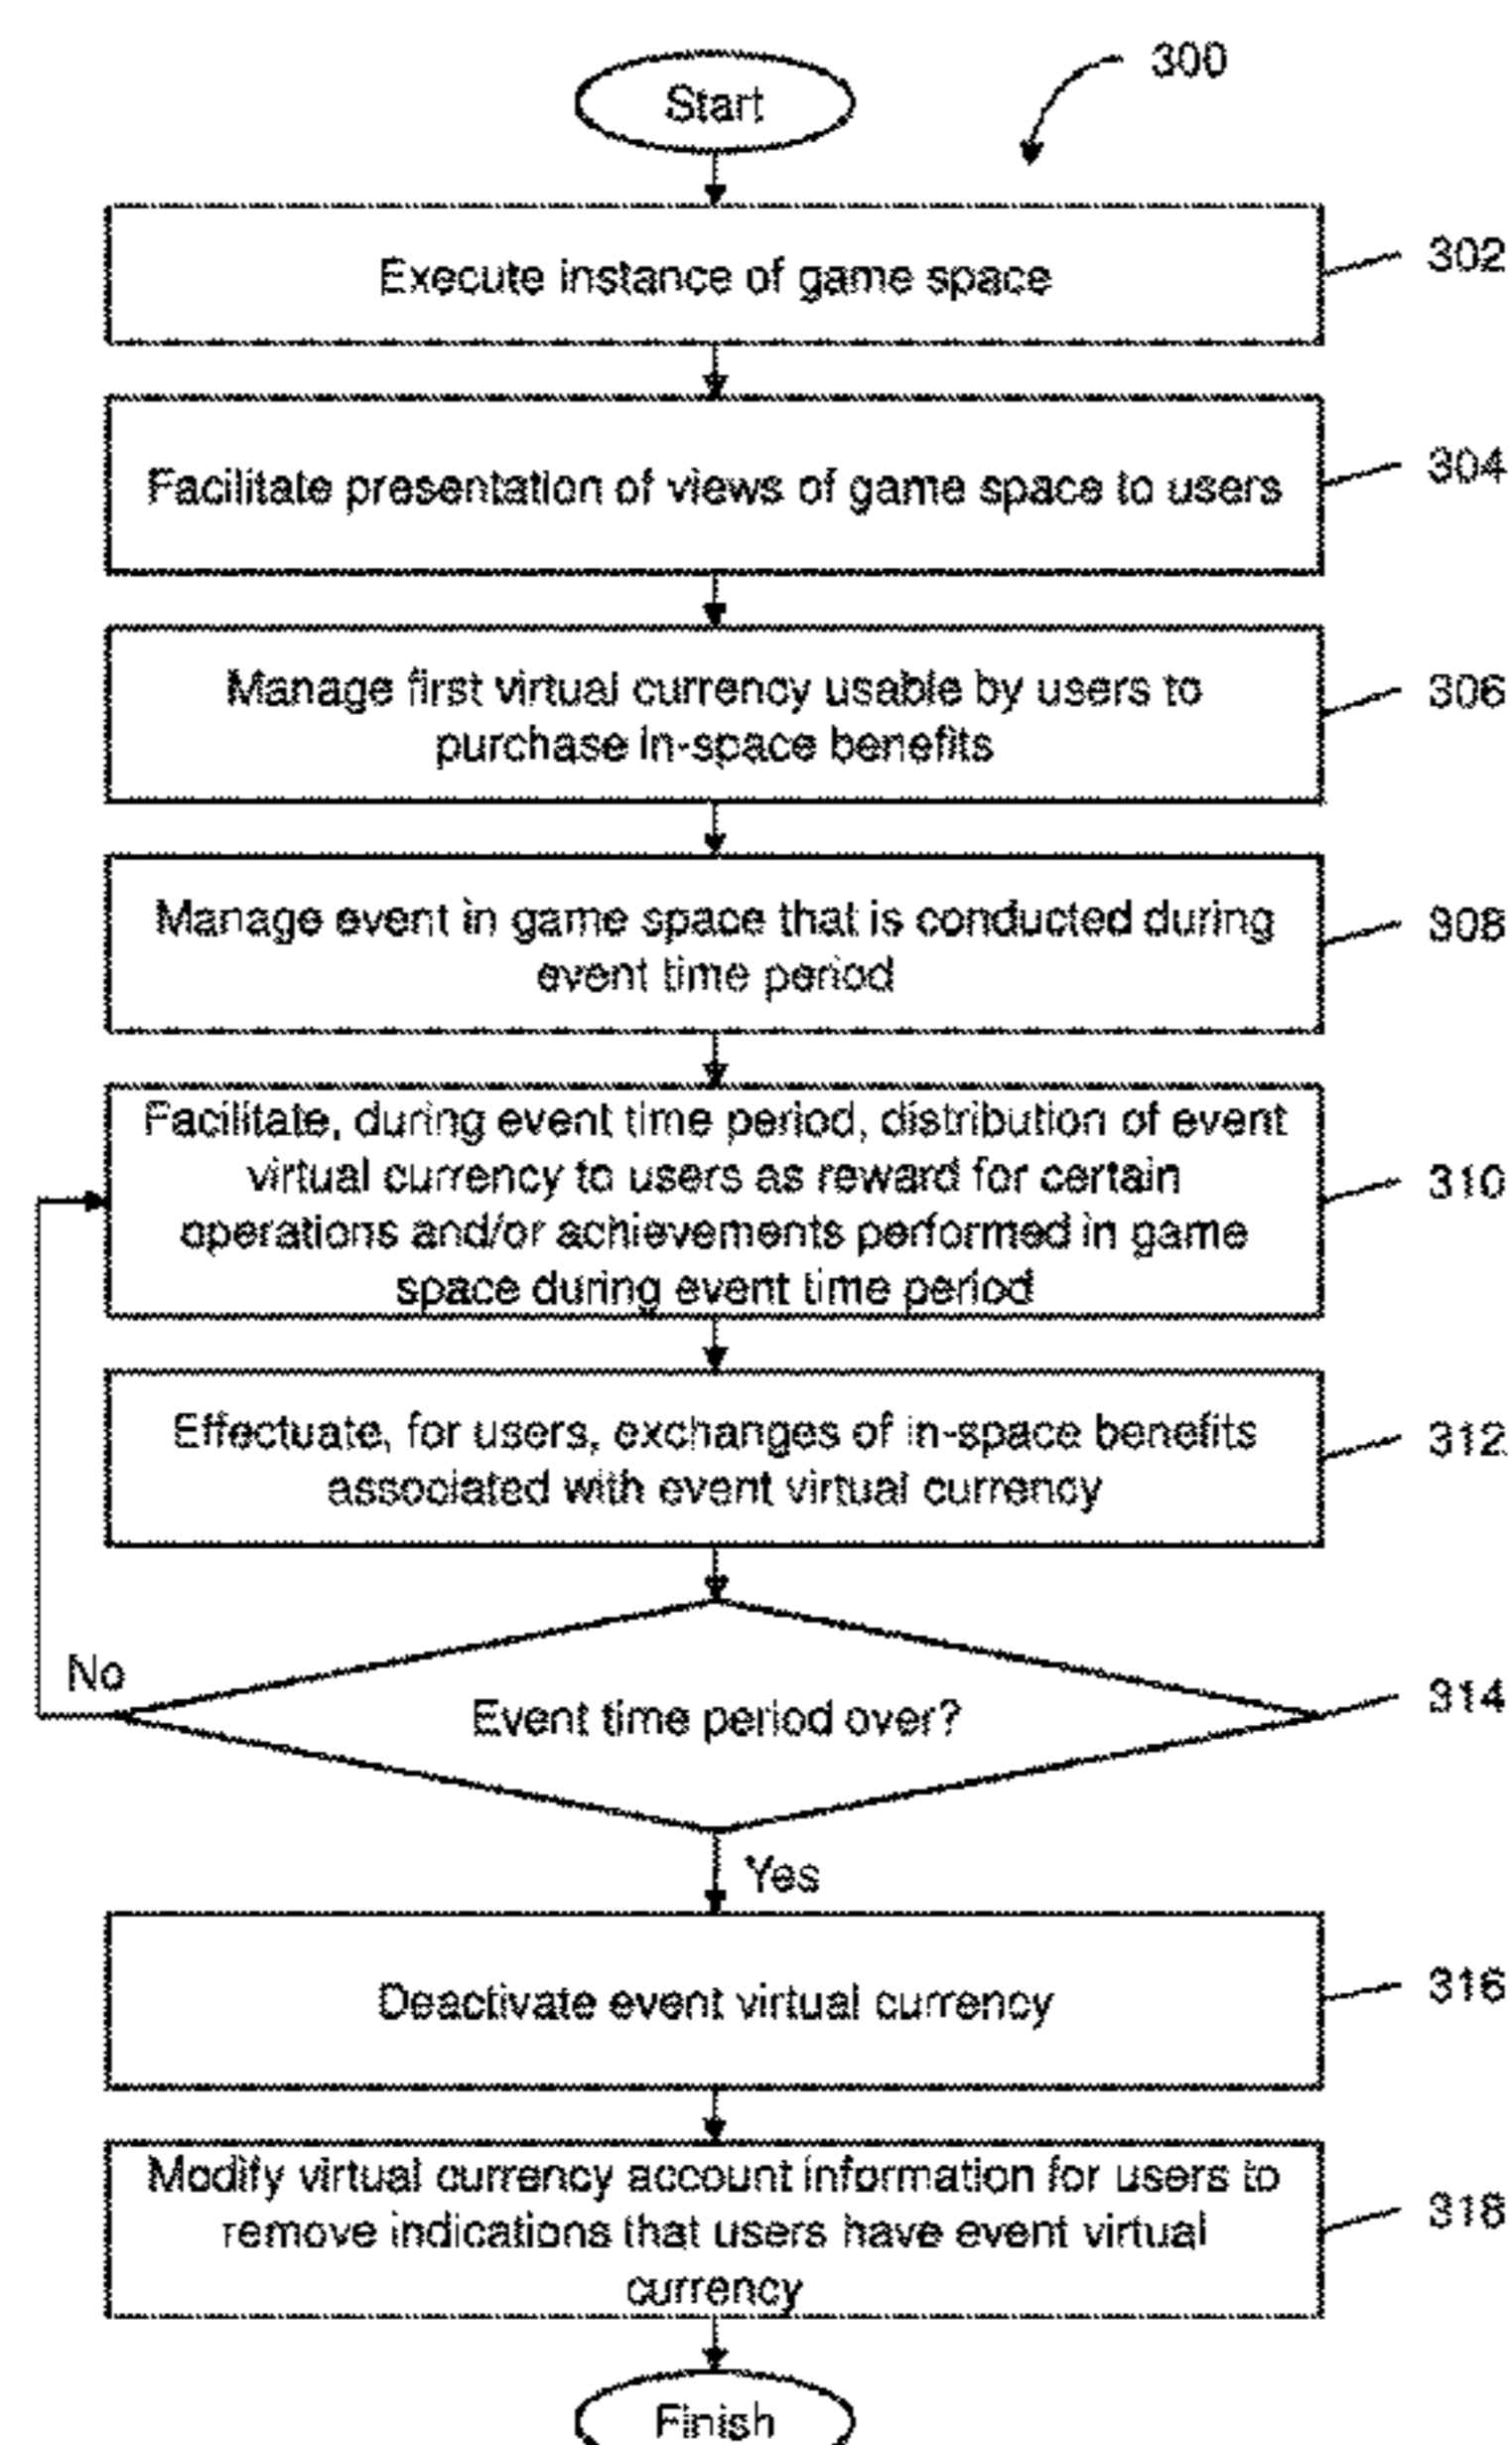 300
Start
Execute instance of game space
302
Facilitate presentation of views of game space to users
304
Manage first virtual currency usable by users to
purchase in-space benefits
306
Manage event in game space that is conducted during
event time period
308
Facilitate, during event time period, distribution of event
virtual currency to users as reward for certain
operations and/or achievements performed in game
space during event time period
310
Effectuate, for users, exchanges of in-space benefits
associated with event virtual currency
312
No
Event time period over?
314
Yes
Deactivate event virtual currency
316
Modify virtual currency account information for users to
remove indications that users have event virtual
currency
318
Finish